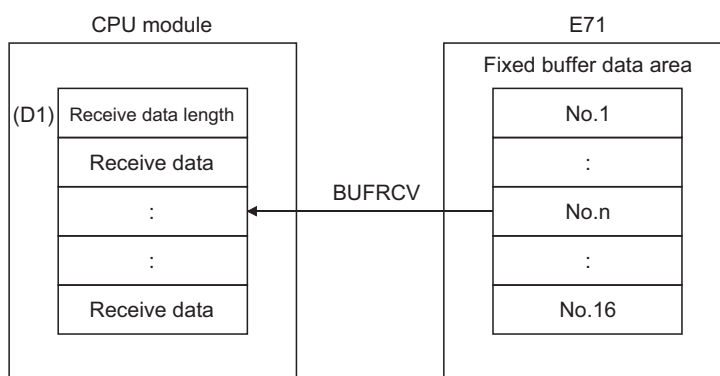 CPU module
(D1)
Receive data length
Receive data
:
:
Receive data
BUFRCV
E71
Fixed buffer data area
No.1
:
No.n
:
No.16